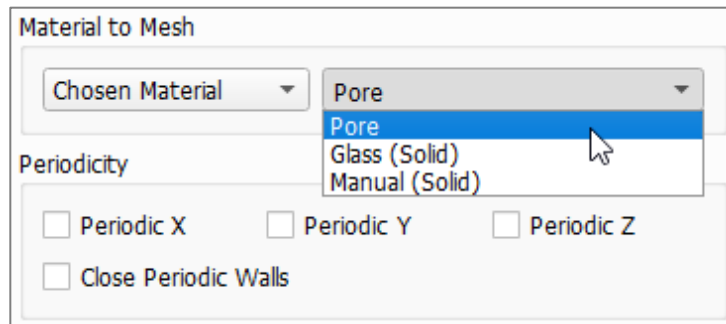 Material to Mesh
Chosen Material Pore
Pore
Glass (Solid)
Manual (Solid)
Periodicity
Periodic X Periodic Y Periodic Z
Close Periodic Walls